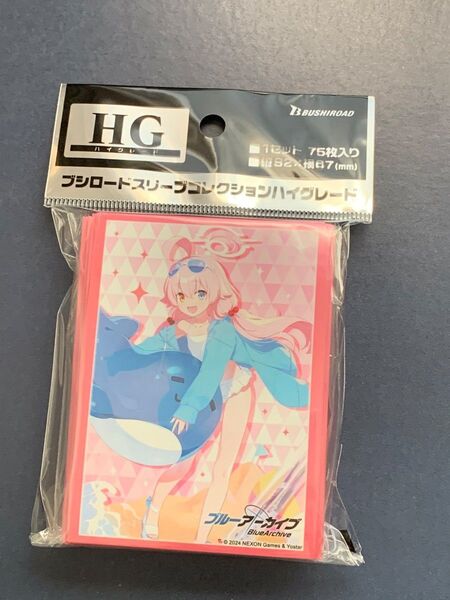 HG
ハイグレード
BUSHIROAD
■1セット 75枚入り
■縦92×横67(mm)
ブシロードスリーブコレクションハイグレード
ブルーアーカイブ
BlueArchive
© 2024 NEXON Games & Yostar